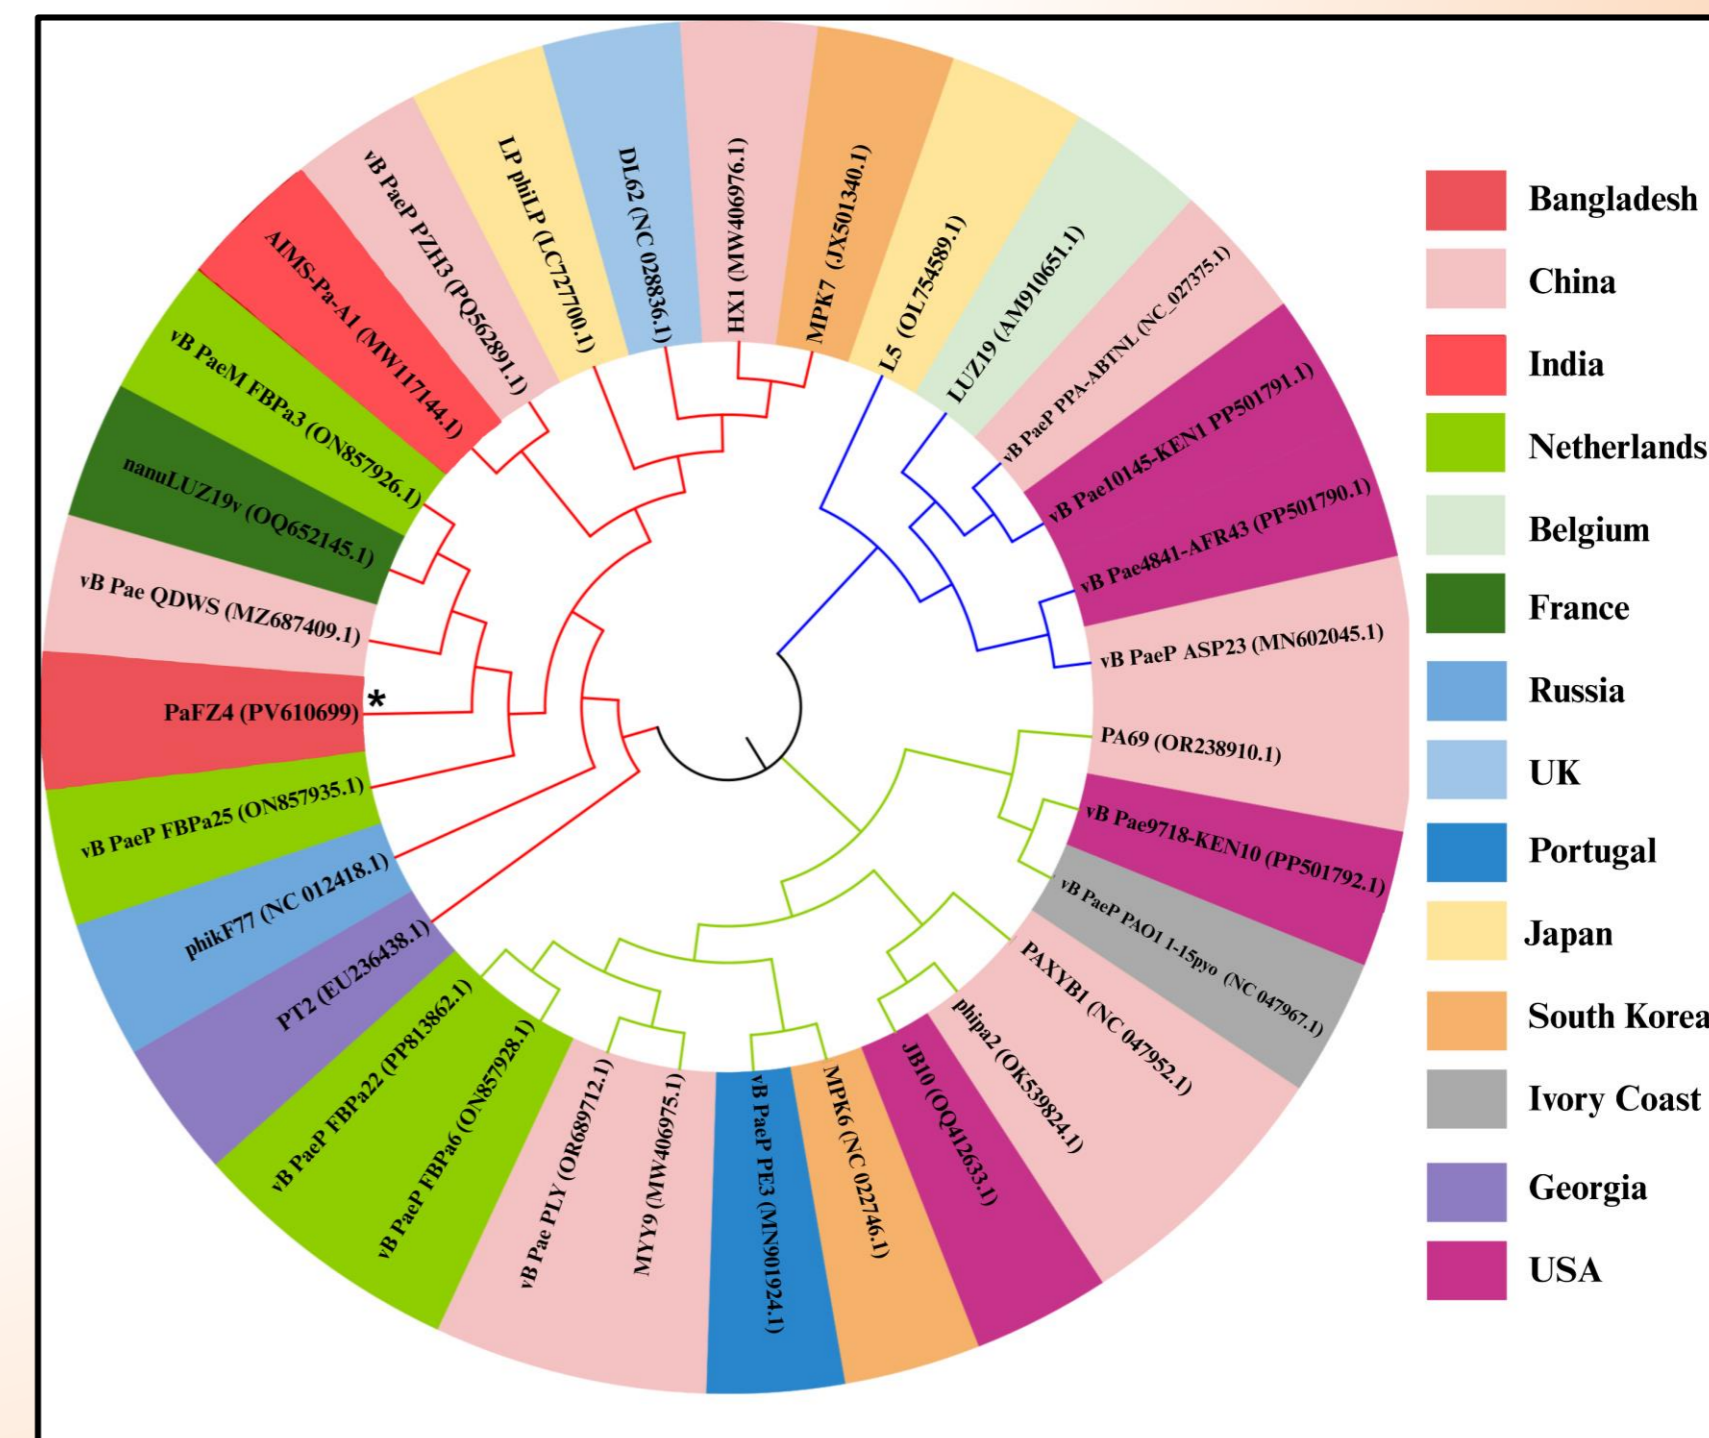 HX1 (MW406976.1)
MPK7 (JX501340.1)
L5 (OL754589.1)
LUZ19 (AM910651.1)
vB PaeP PPA-ABTNL (NC_027375.1)
vB Pae10145-KEN1 PP501791.1)
vB Pae4841-AFR43 (PP501790.1)
vB PaeP ASP23 (MN602045.1)
PA69 (OR238910.1)
vB Pae9718-KEN10 (PP501792.1)
vB PaeP PAO1 1-15pyo (NC 047967.1)
PAXYB1 (NC 047952.1)
phipa2 (OK539824.1)
JB10 (OQ412633.1)
MPK6 (NC 022746.1)
vB PaeP PE3 (MN901924.1)
MYY9 (MW406975.1)
vB Pae PLY (OR689712.1)
vB PaeP FBPa6 (ON857928.1)
vB PaeP FBPa22 (PP813862.1)
PT2 (EU236438.1)
phikF77 (NC 012418.1)
vB PaeP FBPa25 (ON857935.1)
PaFZ4 (PV610699)
*
vB Pae QDWS (MZ687409.1)
nanuLUZ19v (OQ652145.1)
vB PaeM FBPa3 (ON857926.1)
AIMS-Pa-A1 (MW117144.1)
vB PaeP PZH3 (PQ562891.1)
LP phiLP (LC727700.1)
DL62 (NC 028836.1)
Bangladesh
China
India
Netherlands
Belgium
France
Russia
UK
Portugal
Japan
South Korea
Ivory Coast
Georgia
USA